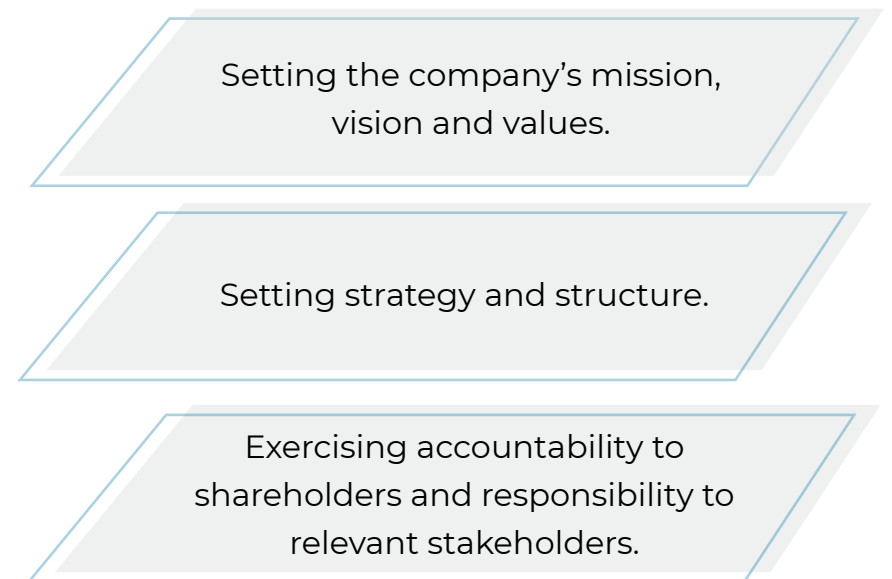 Setting the company’s mission,
vision and values.
Setting strategy and structure.
Exercising accountability to
shareholders and responsibility to
relevant stakeholders.